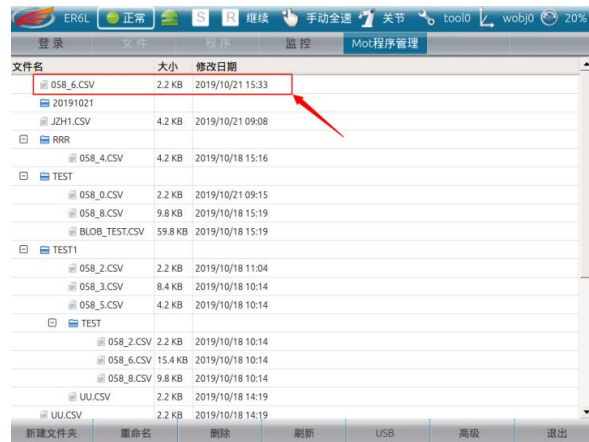 ER6L 正常 S R 继续 手动全速 关节 tool0 wobj0 20%
登录 文件 程序 监控 Mot程序管理
文件名 大小 修改日期
058_6.CSV 2.2 KB 2019/10/21 15:33
20191021
JZH1.CSV 4.2 KB 2019/10/21 09:08
RRR
058_4.CSV 4.2 KB 2019/10/18 15:16
TEST
058_0.CSV 2.2 KB 2019/10/21 09:15
058_8.CSV 9.8 KB 2019/10/18 15:19
BLOB_TEST.CSV 59.8 KB 2019/10/18 15:19
TEST1
058_2.CSV 2.2 KB 2019/10/18 11:04
058_3.CSV 8.4 KB 2019/10/18 10:14
058_5.CSV 4.2 KB 2019/10/18 10:14
TEST
058_2.CSV 2.2 KB 2019/10/18 10:14
058_6.CSV 15.4 KB 2019/10/18 10:14
058_8.CSV 9.8 KB 2019/10/18 10:14
UU.CSV 2.2 KB 2019/10/18 14:19
UU.CSV 2.2 KB 2019/10/18 14:19
新建文件夹 重命名 删除 刷新 USB 高级 退出